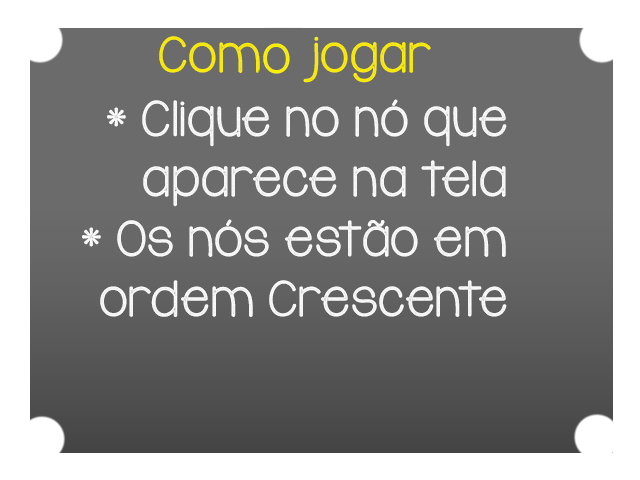 Como jogar
* Clique no nó que
aparece na tela
* Os nós estão em
ordem Crescente